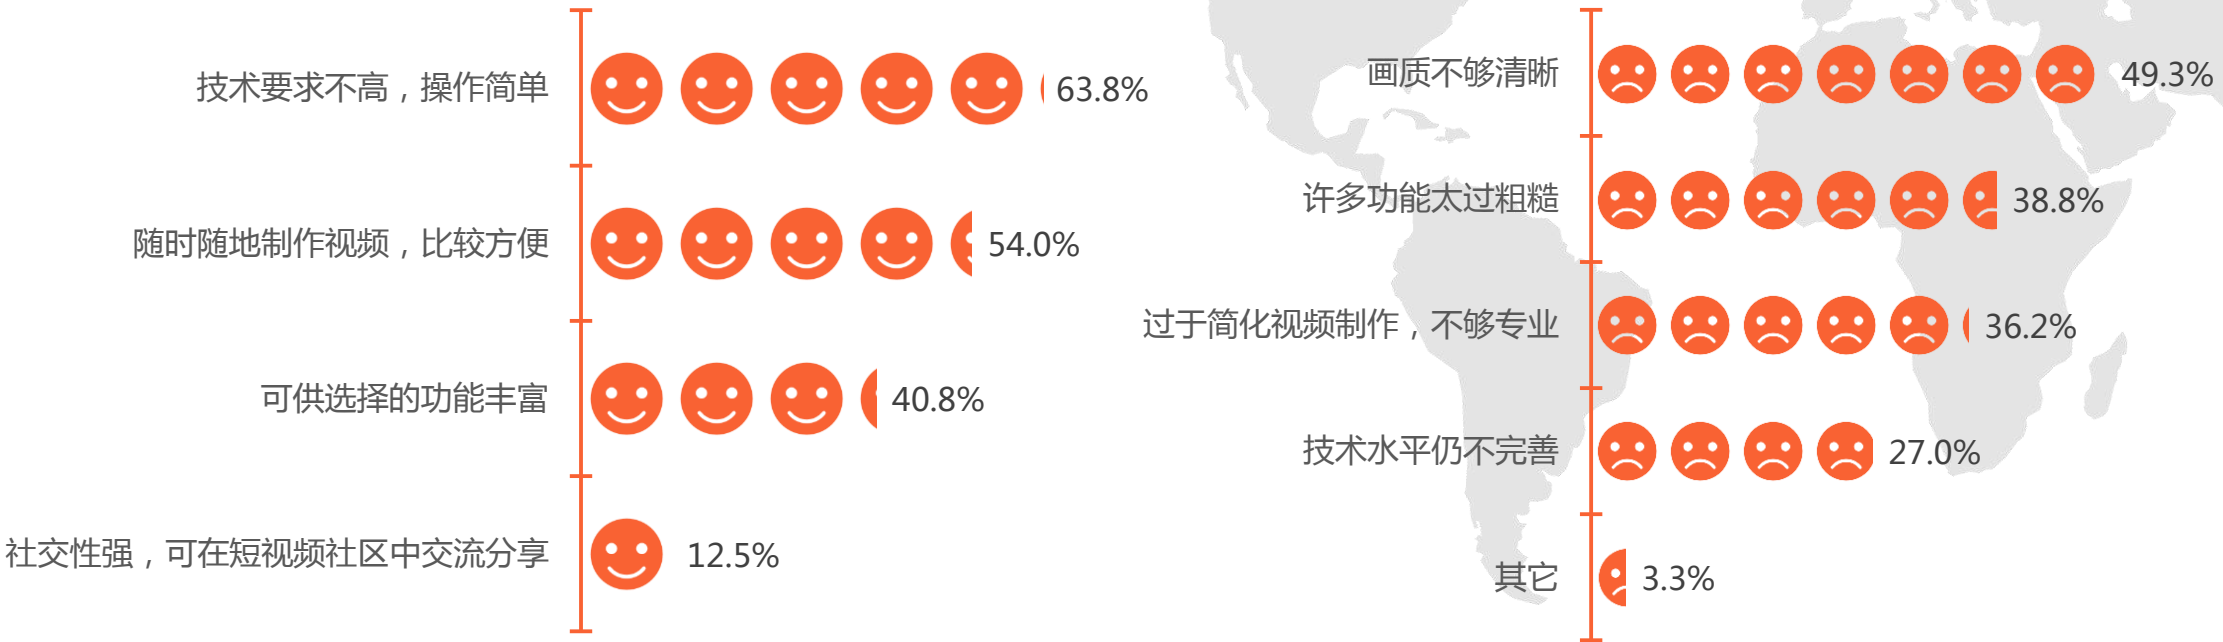 技术要求不高，操作简单
63.8%
随时随地制作视频，比较方便
54.0%
可供选择的功能丰富
40.8%
社交性强，可在短视频社区中交流分享
12.5%
画质不够清晰
49.3%
许多功能太过粗糙
38.8%
过于简化视频制作，不够专业
36.2%
技术水平仍不完善
27.0%
其它
3.3%